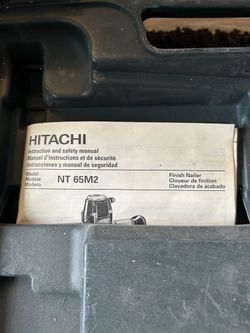 HITACHI
Instruction and safety manual
Manuel d'instructions et de sécurité
Instrucciones y manual de seguridad
Model
Modèle
Modelo
NT 65M2
Finish Nailer
Cloueur de finition
Clavadora de acabado